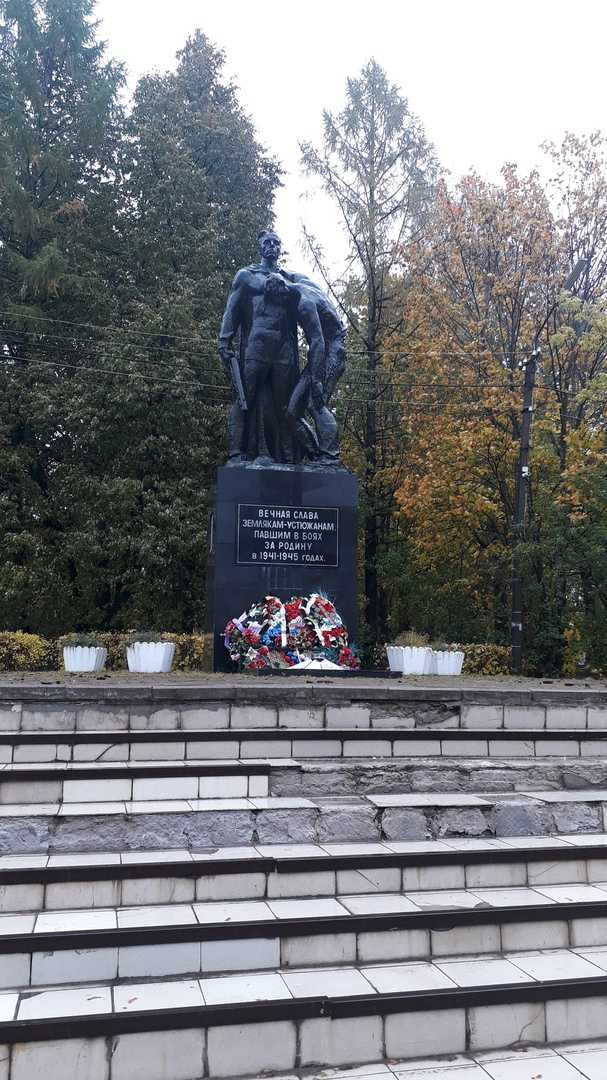 ВЕЧНАЯ СЛАВА
ЗЕМЛЯКАМ-УСТЮЖАНАМ
ПАВШИМ В БОЯХ
ЗА РОДИНУ
В 1941-1945 ГОДАХ.